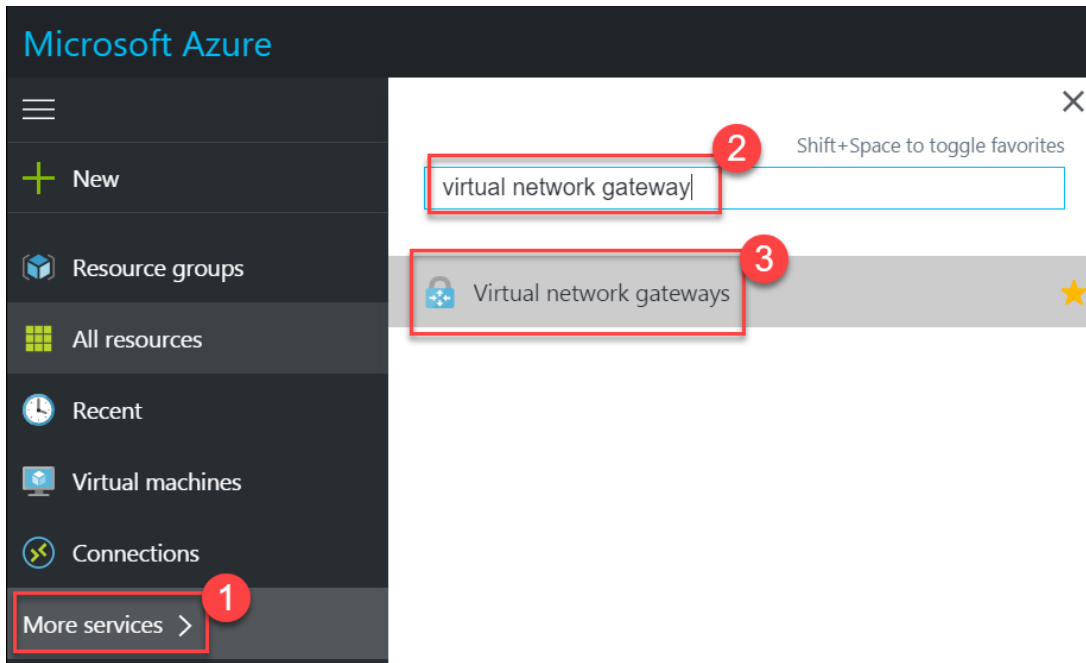 Microsoft Azure
Shift+Space to toggle favorites
New
2
virtual network gateway
Resource groups
3
Virtual network gateways
All resources
Recent
Virtual machines
Connections
1
More services >